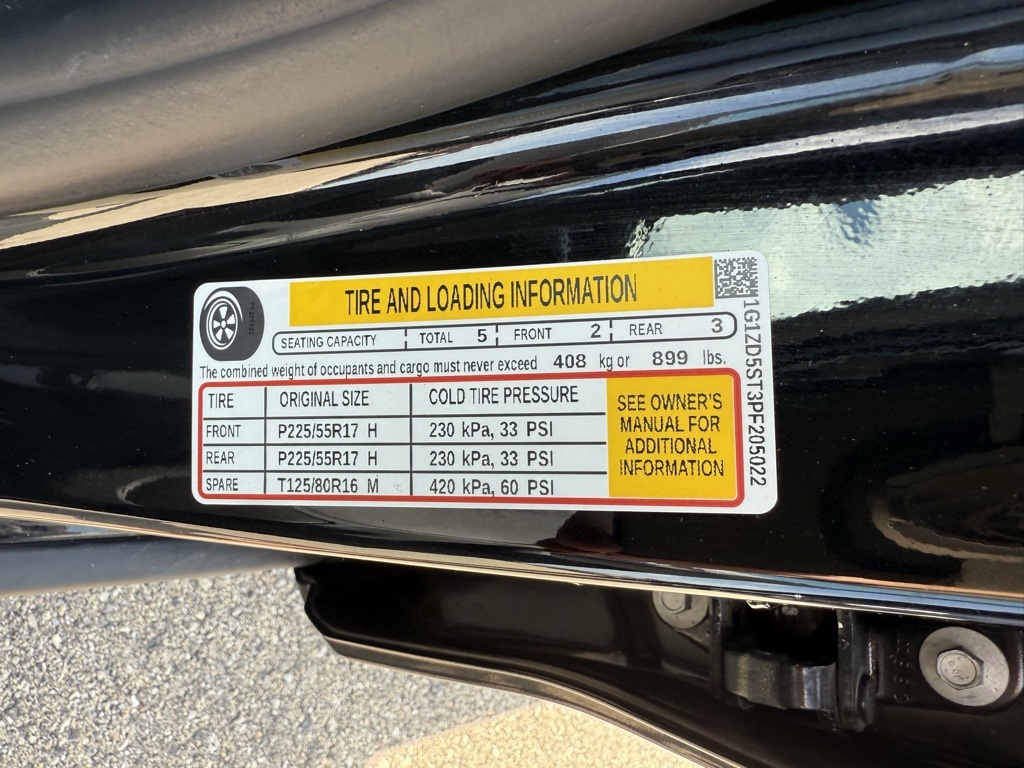 TIRE AND LOADING INFORMATION
SEATING CAPACITY TOTAL 5 FRONT 2 REAR 3
The combined weight of occupants and cargo must never exceed 408 kg or 899 lbs.
TIRE ORIGINAL SIZE COLD TIRE PRESSURE
FRONT P225/55R17 H 230 kPa, 33 PSI
REAR P225/55R17 H 230 kPa, 33 PSI
SPARE T125/80R16 M 420 kPa, 60 PSI
SEE OWNER'S
MANUAL FOR
ADDITIONAL
INFORMATION
1G1ZD5ST3PF205022